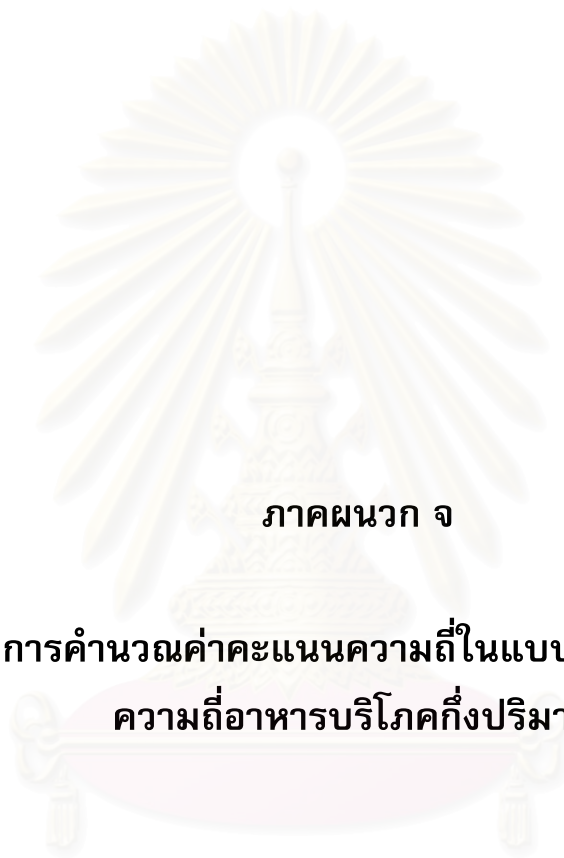 ภาคผนวก จ
การคำนวณค่าคะแนนความถี่ในแบบ
ความถี่อาหารบริโภคกึ่งปริมา